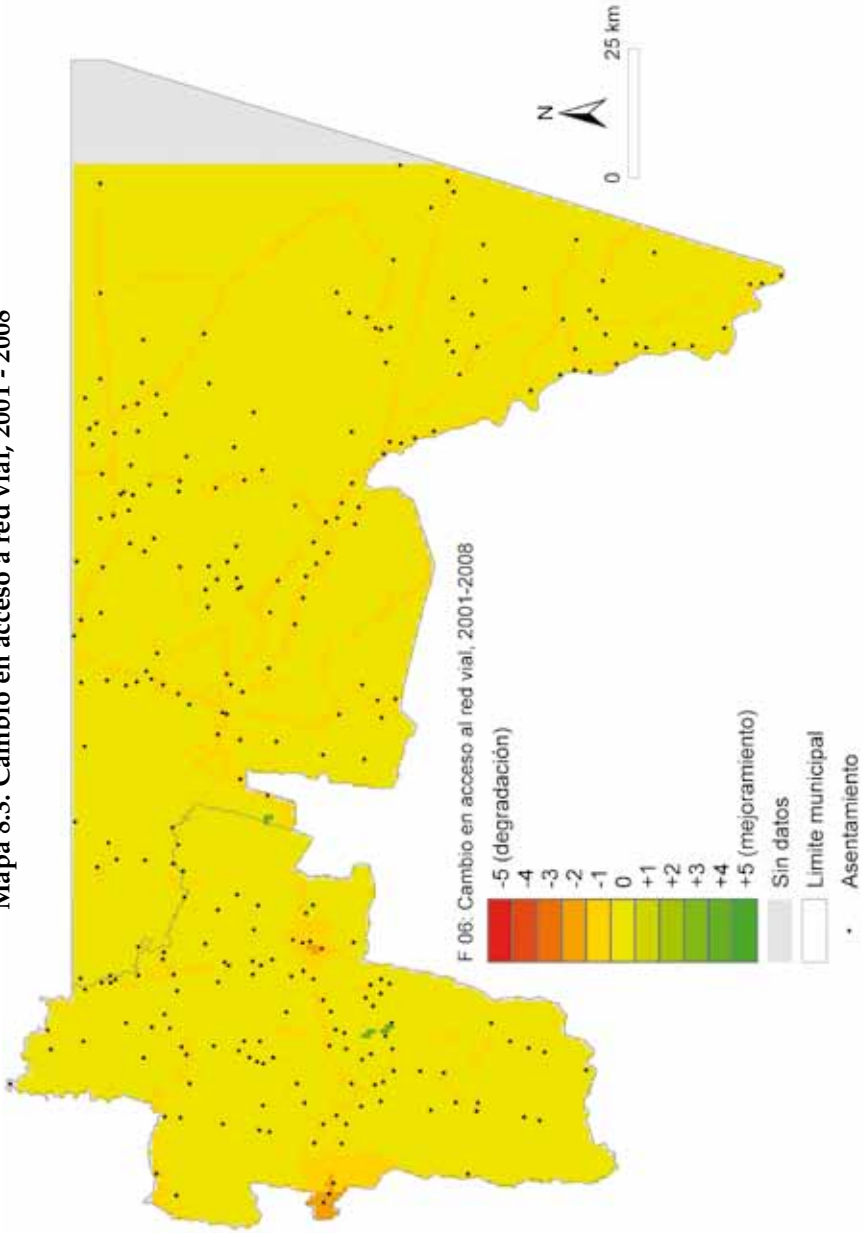 Mapa 8.3. Cambio en acceso a red vial, 2001 - 2008
N
0 25 km
F 06: Cambio en acceso al red vial, 2001-2008
-5 (degradación)
-4
-3
-2
-1
0
+1
+2
+3
+4
+5 (mejoramiento)
Sin datos
Limite municipal
Asentamiento